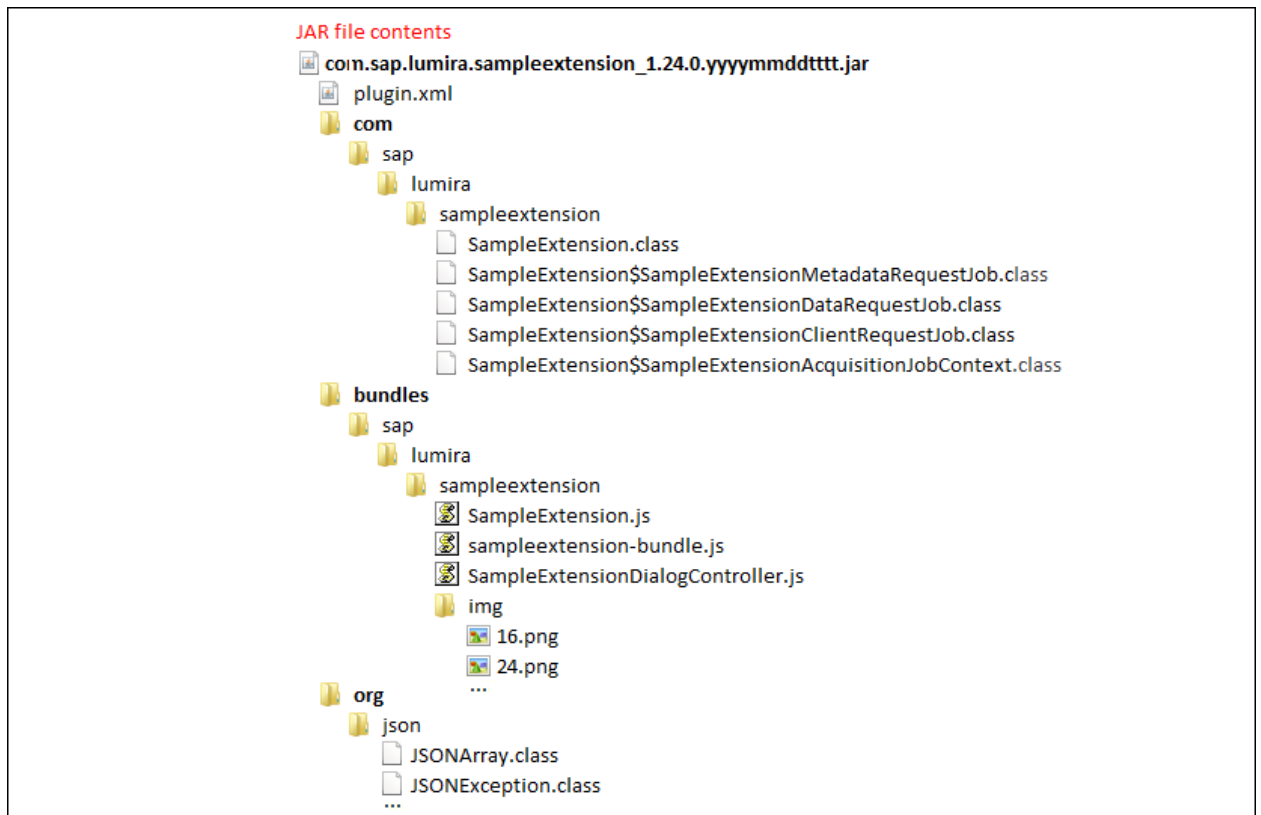 JAR file contents
com.sap.lumira.sampleextension_1.24.0.yyyymmddtttt.jar
plugin.xml
com
sap
lumira
sampleextension
SampleExtension.class
SampleExtension$SampleExtensionMetadataRequestJob.class
SampleExtension$SampleExtensionDataRequestJob.class
SampleExtension$SampleExtensionClientRequestJob.class
SampleExtension$SampleExtensionAcquisitionJobContext.class
bundles
sap
lumira
sampleextension
SampleExtension.js
sampleextension-bundle.js
SampleExtensionDialogController.js
img
16.png
24.png
...
org
json
JSONArray.class
JSONException.class
...